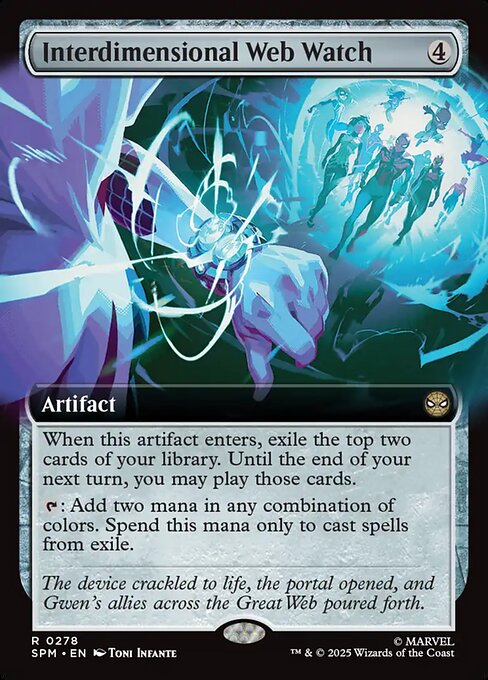 Interdimensional Web Watch 4
Artifact
When this artifact enters, exile the top two
cards of your library. Until the end of your
next turn, you may play those cards.
: Add two mana in any combination of
colors. Spend this mana only to cast spells
from exile.
The device crackled to life, the portal opened, and
Gwen's allies across the Great Web poured forth.
R 0278
SPM • EN Toni Infante
© MARVEL
™ & © 2025 Wizards of the Coast